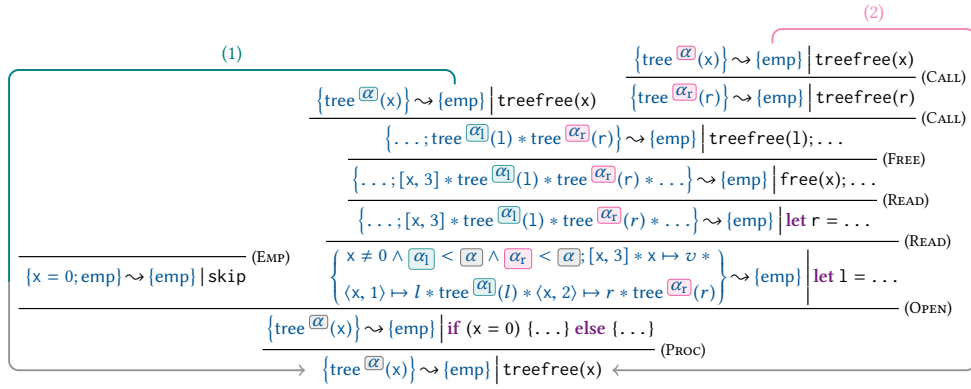 (2)
(1)
{tree^α(x)} ⤳ {emp} | treefree(x)
(Call)
{tree^α(x)} ⤳ {emp} | treefree(x)
{tree^αr(r)} ⤳ {emp} | treefree(r)
(Call)
{...; tree^αl(l) * tree^αr(r)} ⤳ {emp} | treefree(l); ...
(Free)
{...; [x, 3] * tree^αl(l) * tree^αr(r) * ...} ⤳ {emp} | free(x); ...
(Read)
{...; [x, 3] * tree^αl(l) * tree^αr(r) * ...} ⤳ {emp} | let r = ...
(Read)
(Emp)
{x = 0; emp} ⤳ {emp} | skip
{x ≠ 0 ∧ αl < α ∧ αr < α; [x, 3] * x ↦ v *
⟨x, 1⟩ ↦ l * tree^αl(l) * ⟨x, 2⟩ ↦ r * tree^αr(r)} ⤳ {emp} | let l = ...
(Open)
{tree^α(x)} ⤳ {emp} | if (x = 0) {...} else {...}
(Proc)
{tree^α(x)} ⤳ {emp} | treefree(x)